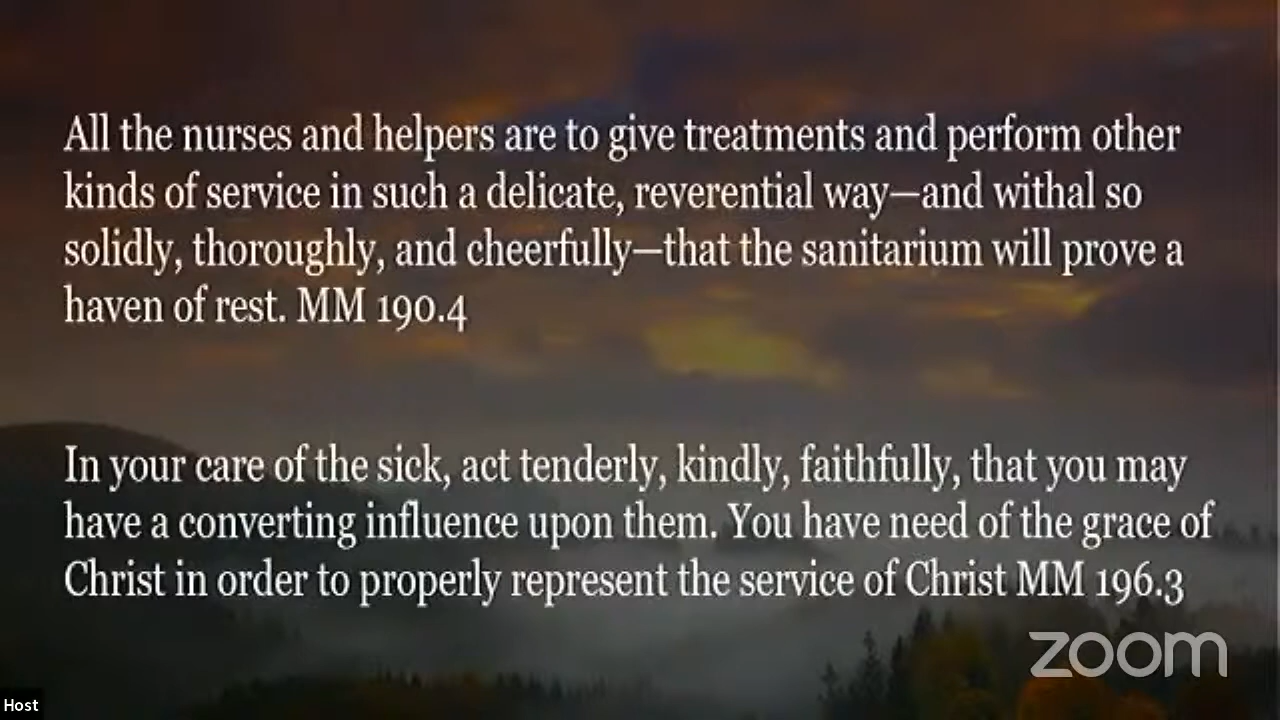 All the nurses and helpers are to give treatments and perform other
kinds of service in such a delicate, reverential way—and withal so
solidly, thoroughly, and cheerfully—that the sanitarium will prove a
haven of rest. MM 190.4
In your care of the sick, act tenderly, kindly, faithfully, that you may
have a converting influence upon them. You have need of the grace of
Christ in order to properly represent the service of Christ MM 196.3
zoom
Host